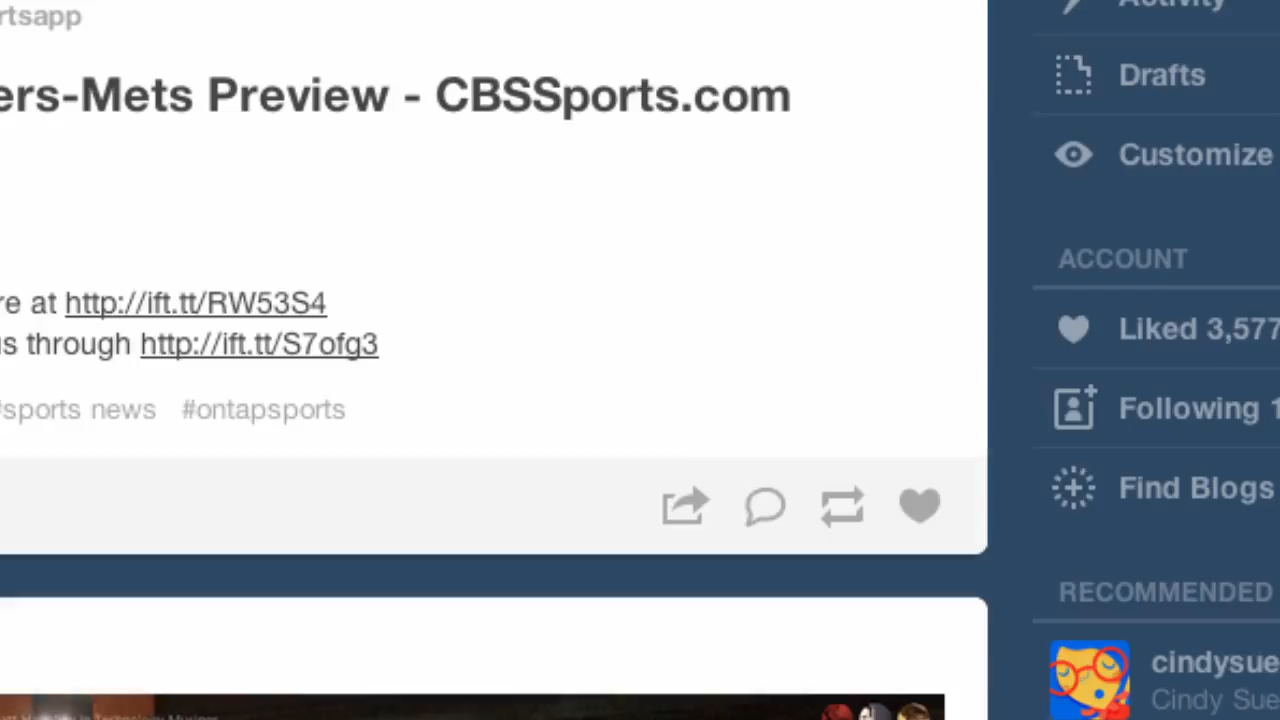 rtsapp
ers-Mets Preview - CBSSports.com
re at http://ift.tt/RW53S4
us through http://ift.tt/S7ofg3
#sports news #ontapsports
Activity
Drafts
Customize
ACCOUNT
Liked 3,577
Following 1
Find Blogs
RECOMMENDED
cindysue
Cindy Sue